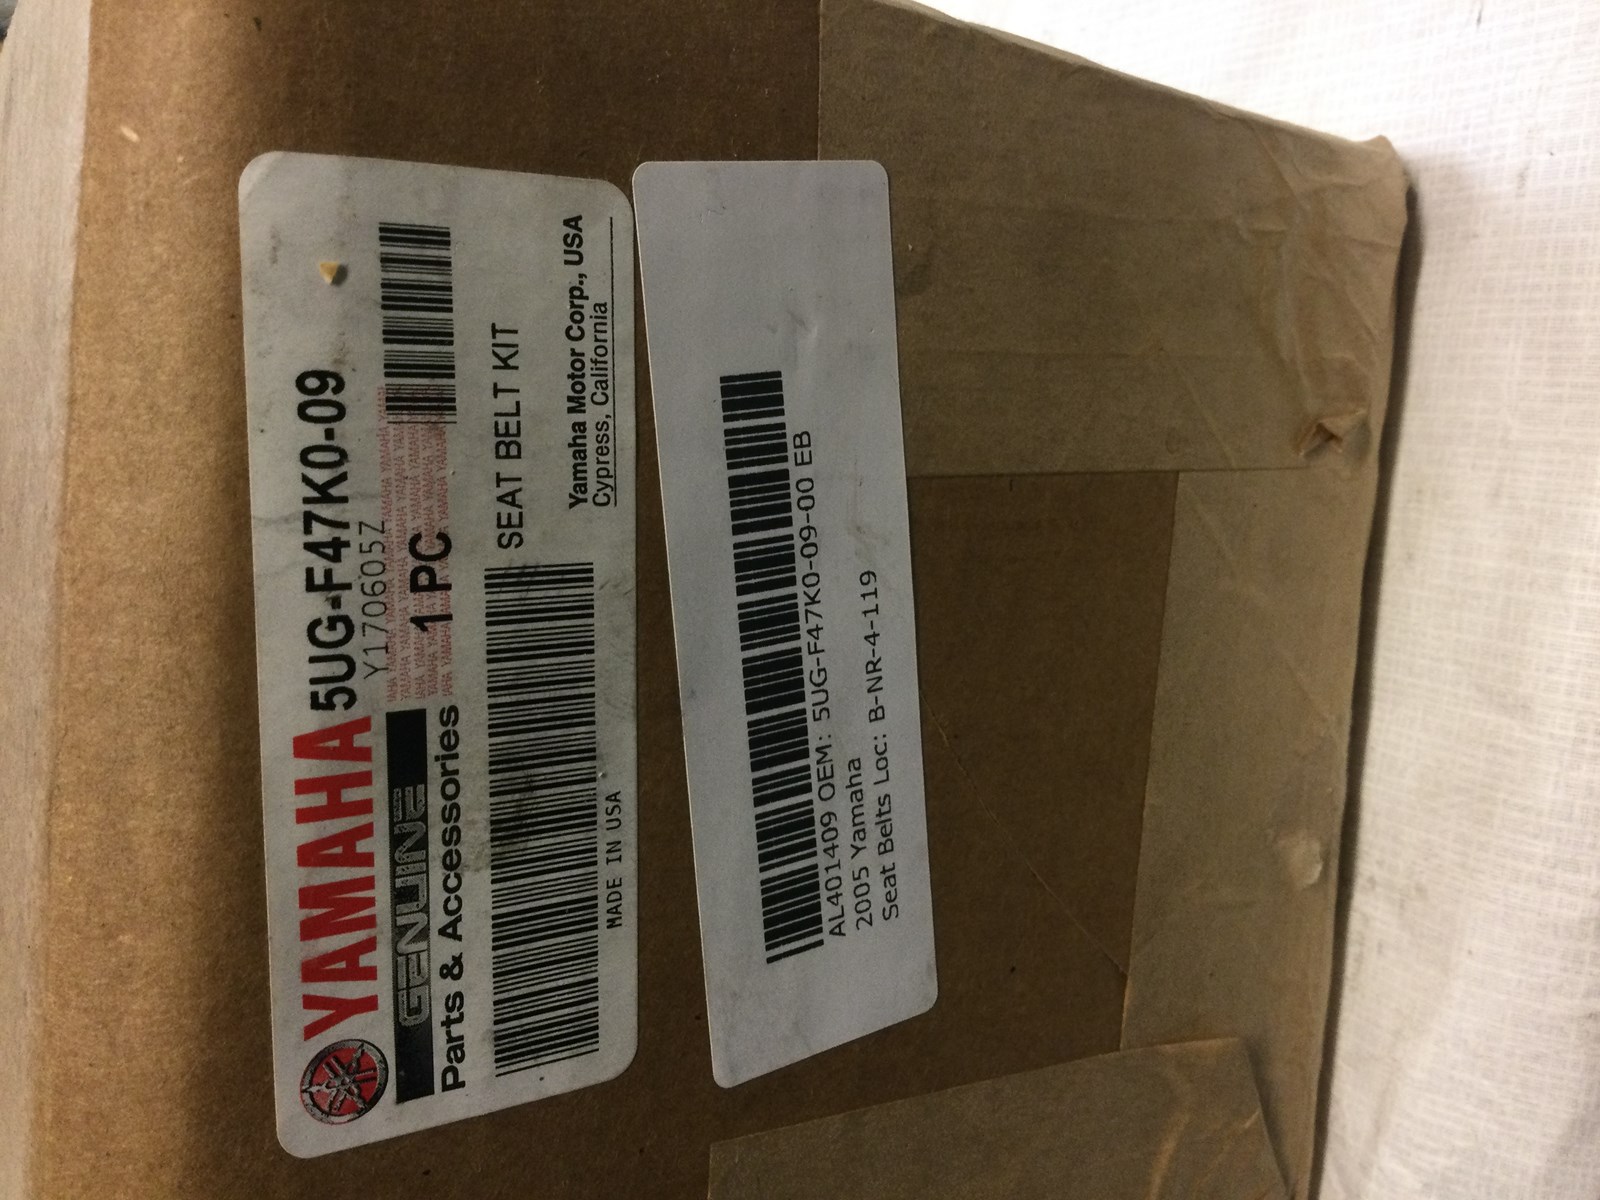 YAMAHA 5UG-F47K0-09
Y170605Z
GENUINE
1 PC
Parts & Accessories
SEAT BELT KIT
MADE IN USA
Yamaha Motor Corp., USA
Cypress, California
AL401409 OEM: 5UG-F47K0-09-00 EB
2005 Yamaha
Seat Belts Loc: B-NR-4-119